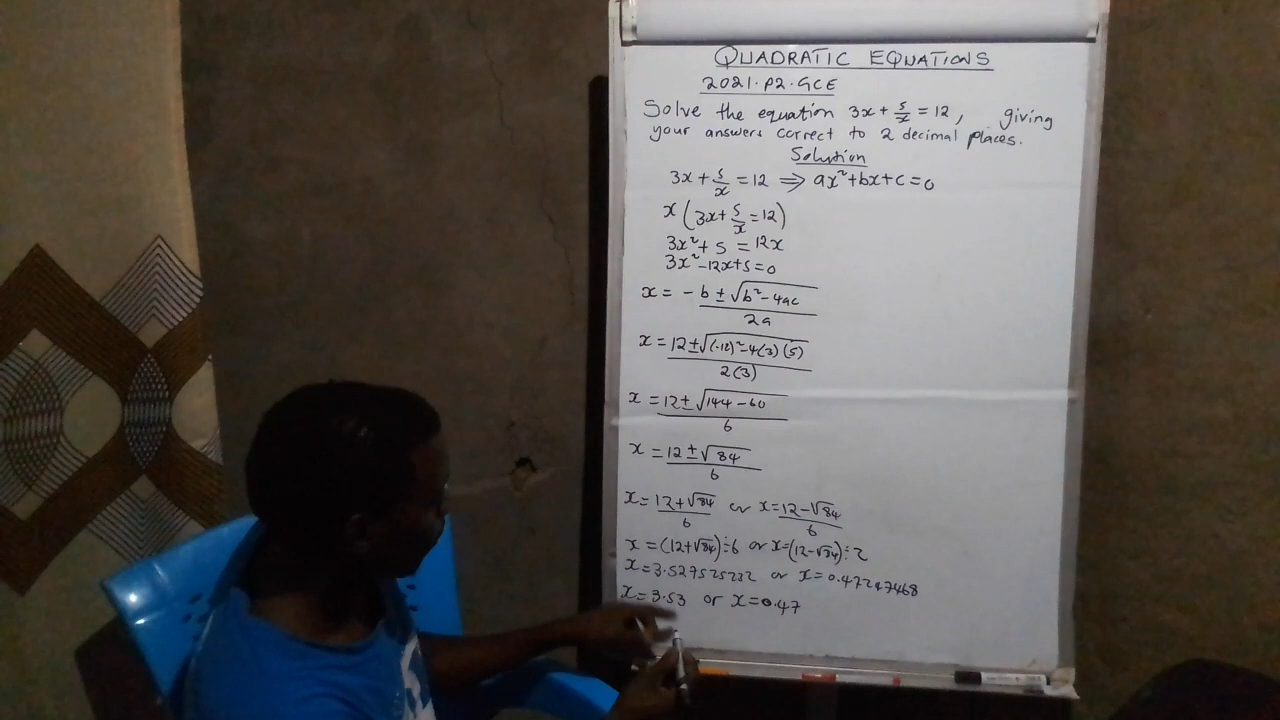 QUADRATIC EQUATIONS
2021.P2.GCE
Solve the equation 3x + 5/x = 12, giving
your answers correct to 2 decimal places.
Solution
3x + 5/x = 12 ⟹ ax² + bx + c = 0
x(3x + 5/x = 12)
3x² + 5 = 12x
3x² - 12x + 5 = 0
x = -b ± √(b² - 4ac) / 2a
x = 12 ± √((-12)² - 4(3)(5)) / 2(3)
x = 12 ± √(144 - 60) / 6
x = 12 ± √84 / 6
x = 12 + √84 / 6 or x = 12 - √84 / 6
x = (12 + √84) ÷ 6 or x = (12 - √84) ÷ 2
x = 3.527525232 or x = 0.4724
x = 3.53 or x = 0.47